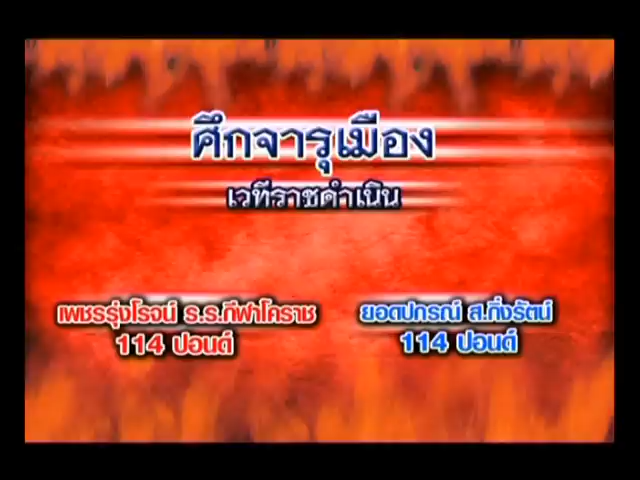 ศึกจารุเมือง
เวทีราชดำเนิน
เพชรรุ่งโรจน์ ร.ร.กีฬาโคราช
114 ปอนด์
ยอดปกรณ์ ส.กิ่งรัตน์
114 ปอนด์